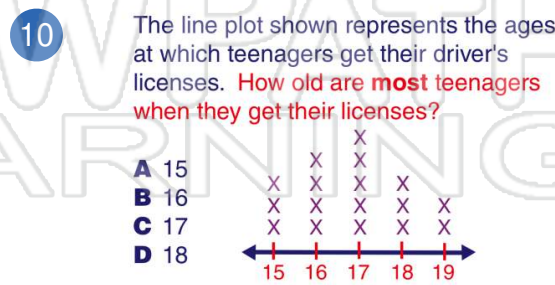 10
The line plot shown represents the ages
at which teenagers get their driver's
licenses. How old are most teenagers
when they get their licenses?
A 15
B 16
C 17
D 18
X
X X
X X X X
X X X X X
X X X X X
15 16 17 18 19